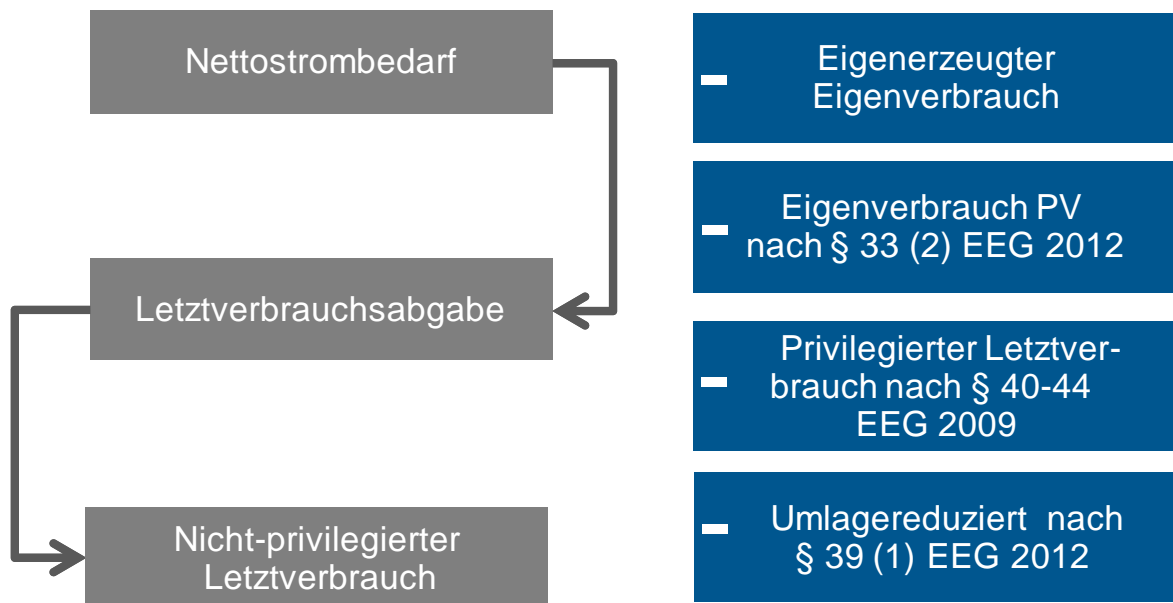 Nettostrombedarf
Letztverbrauchsabgabe
Nicht-privilegierter
Letztverbrauch
- Eigenerzeugter
Eigenverbrauch
- Eigenverbrauch PV
nach § 33 (2) EEG 2012
- Privilegierter Letztver-
brauch nach § 40-44
EEG 2009
- Umlagereduziert nach
§ 39 (1) EEG 2012